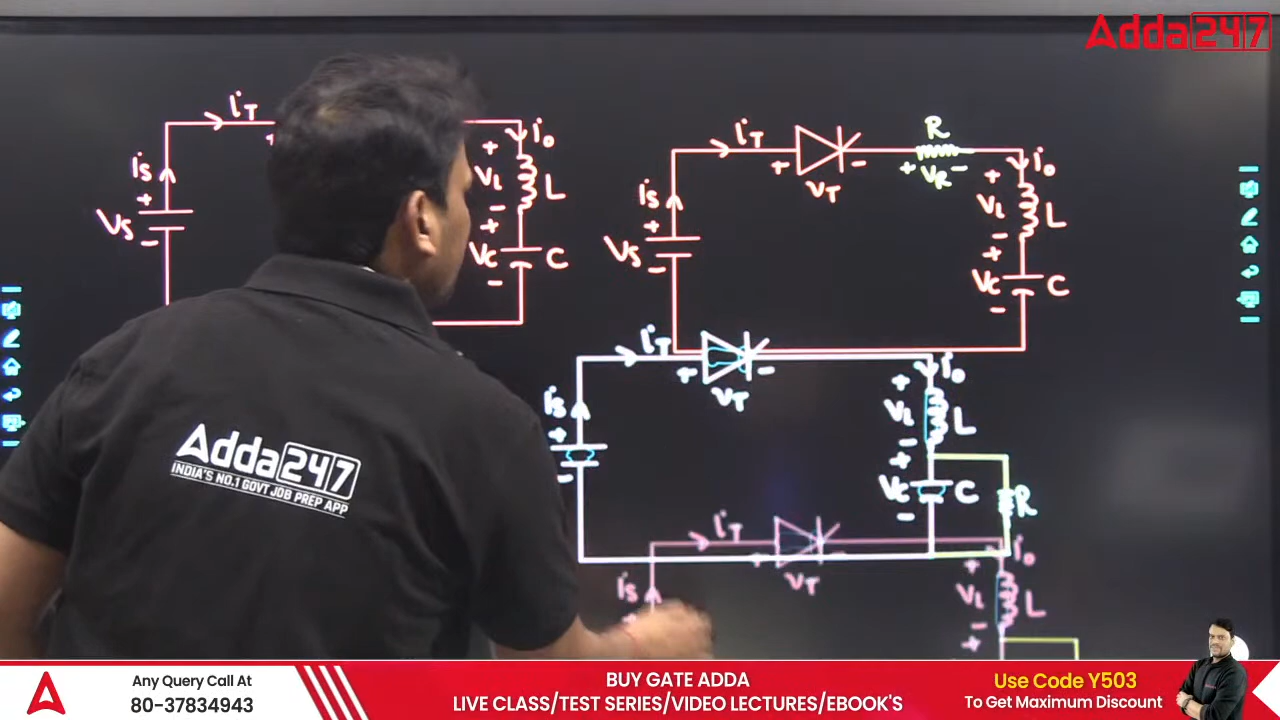 Adda247
iT
iS
+
VS
-
+
VL
-
+
VC
-
iO
L
C
iT
iS
+
VS
-
+
VT
-
R
+ VR -
iO
+
VL
-
+
VC
-
L
C
iT
iS
+
-
+
VT
-
iO
+
VL
-
+
VC
-
L
C
R
iT
iS
+
VT
iO
+
VL
-
+
L
Adda247
INDIA'S NO.1 GOVT JOB PREP APP
Any Query Call At
80-37834943
BUY GATE ADDA
LIVE CLASS/TEST SERIES/VIDEO LECTURES/EBOOK'S
Use Code Y503
To Get Maximum Discount